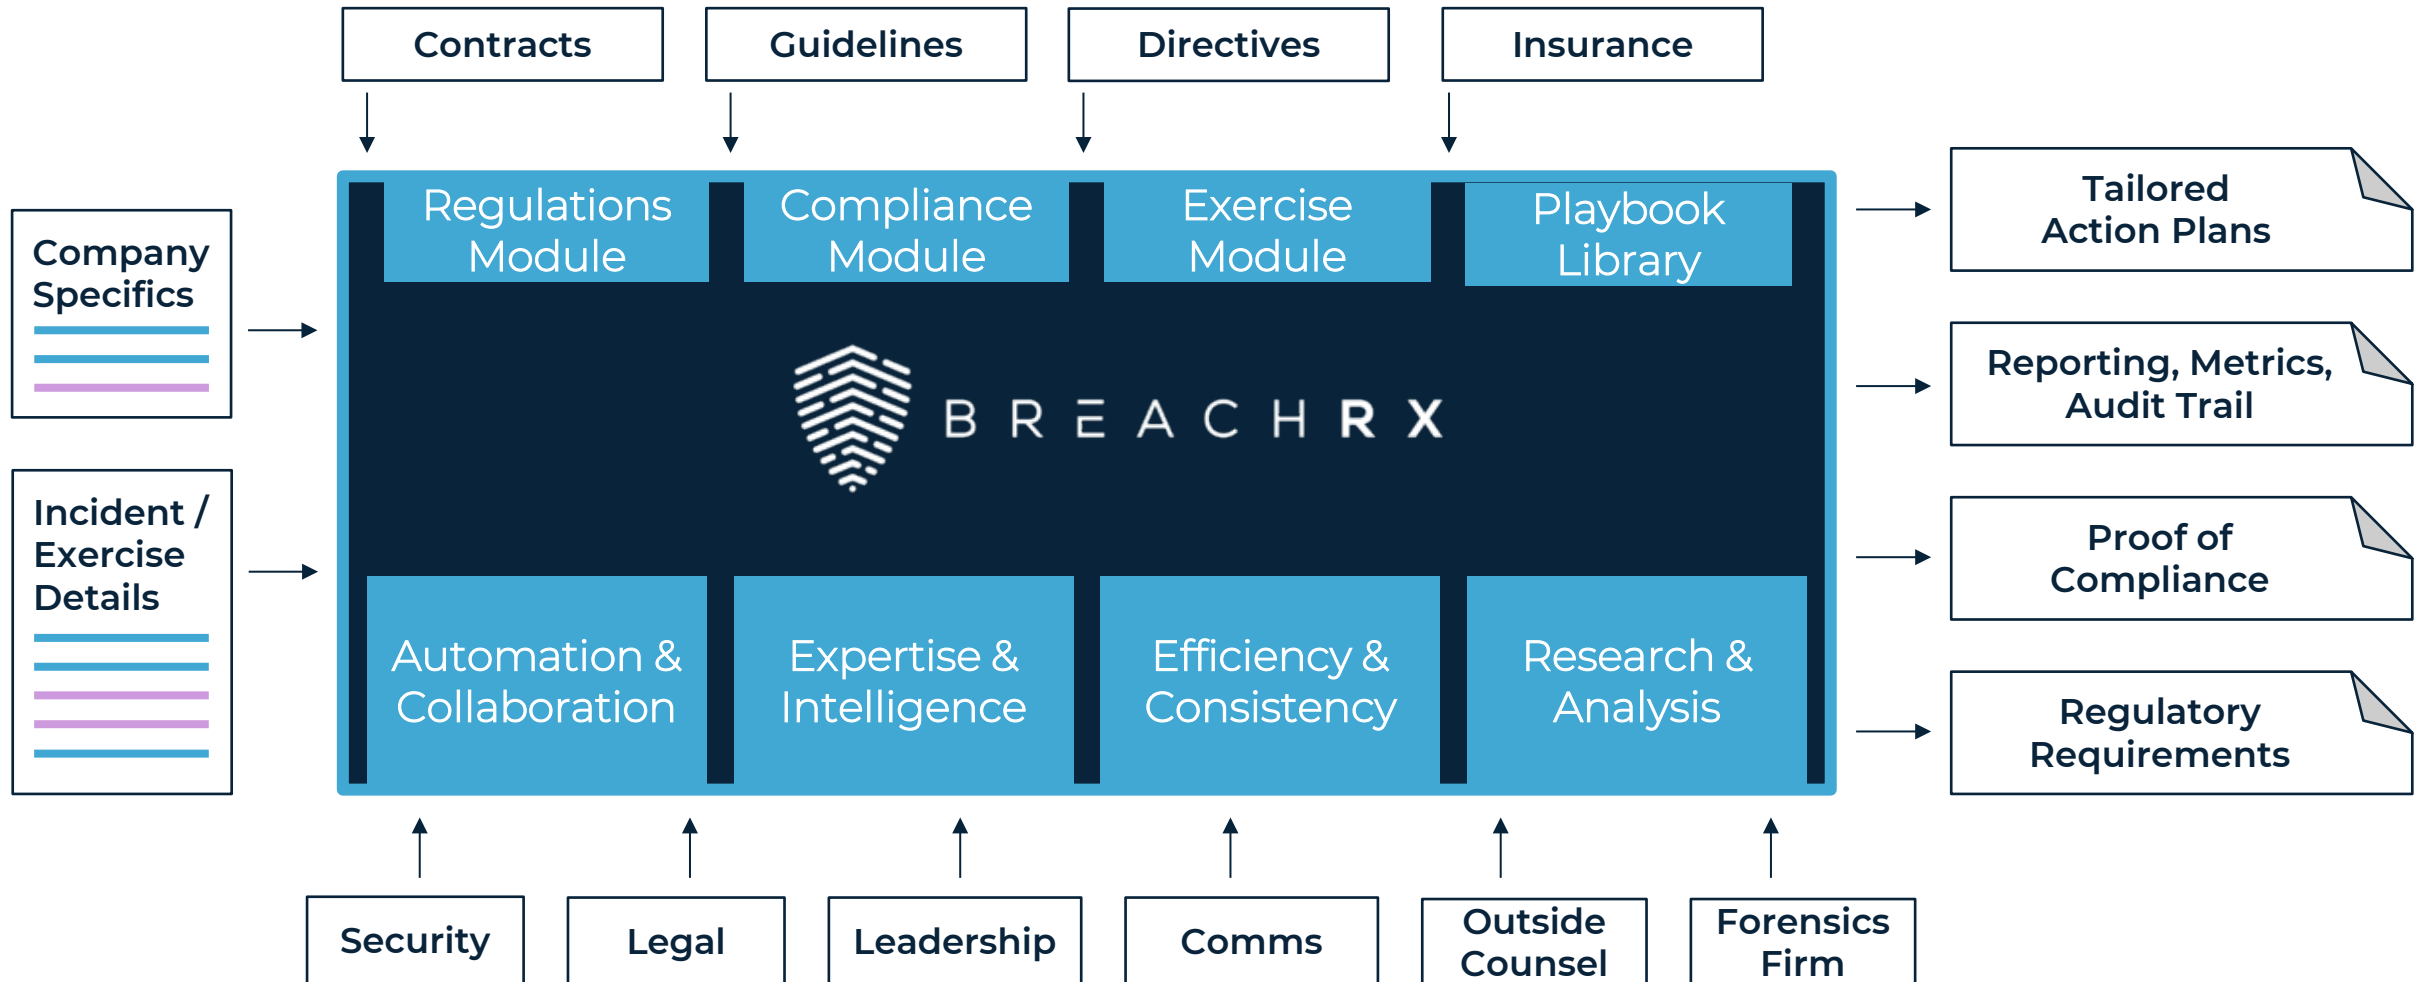 Contracts
Guidelines
Directives
Insurance
Company
Specifics
Incident /
Exercise
Details
Regulations
Module
Compliance
Module
Exercise
Module
Playbook
Library
BREACHRX
Automation &
Collaboration
Expertise &
Intelligence
Efficiency &
Consistency
Research &
Analysis
Tailored
Action Plans
Reporting, Metrics,
Audit Trail
Proof of
Compliance
Regulatory
Requirements
Security
Legal
Leadership
Comms
Outside
Counsel
Forensics
Firm